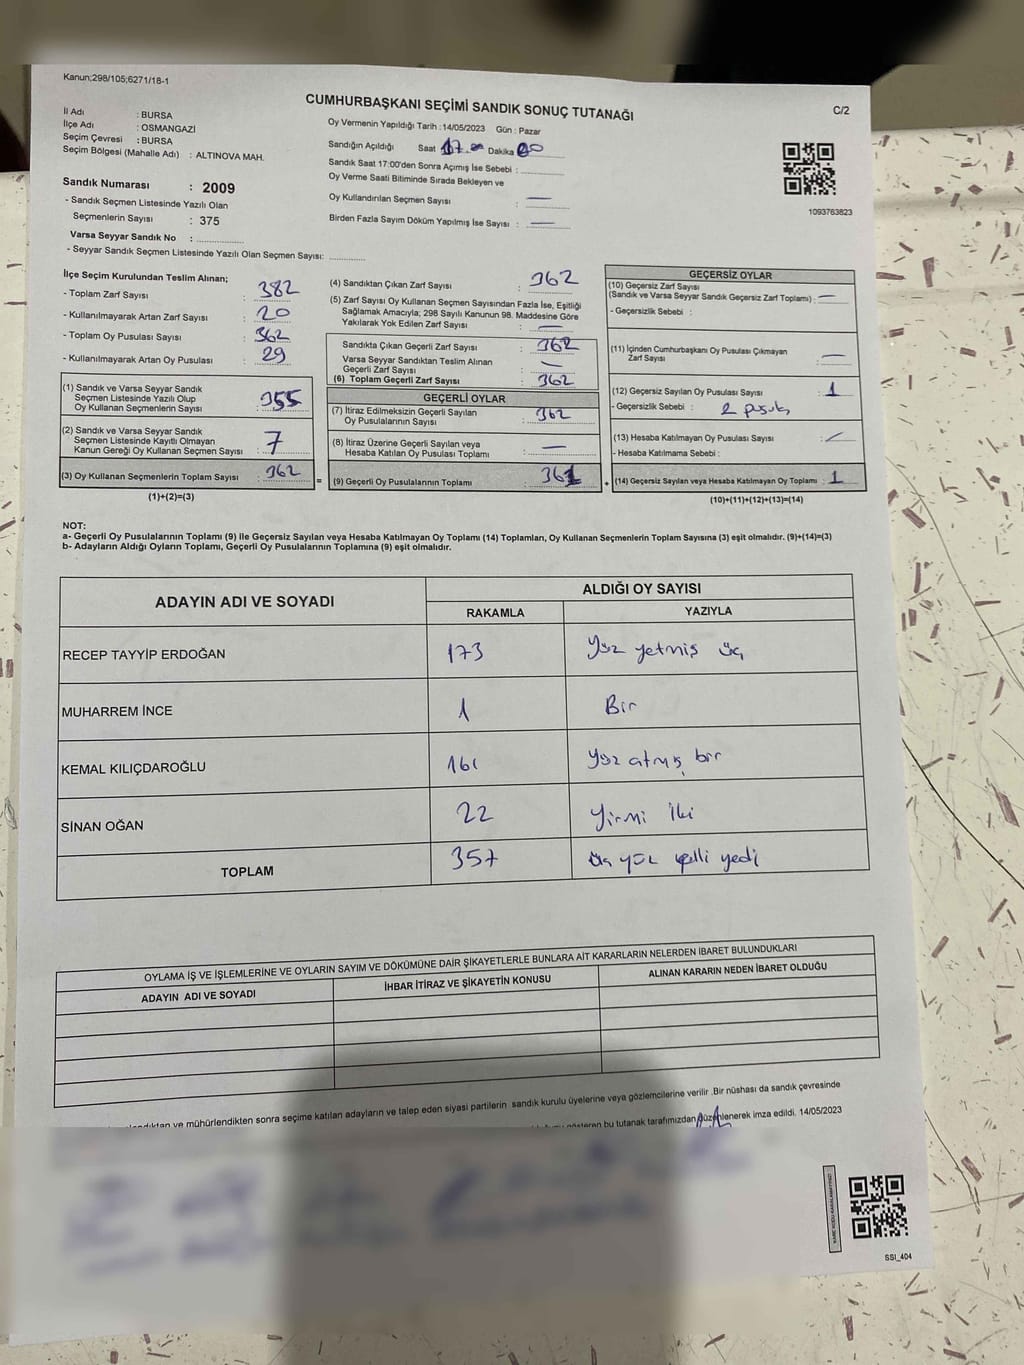 Kanun;298/105;6271/18-1
C/2
CUMHURBAŞKANI SEÇİMİ SANDIK SONUÇ TUTANAĞI
İl Adı : BURSA
İlçe Adı : OSMANGAZİ
Seçim Çevresi : BURSA
Seçim Bölgesi (Mahalle Adı) : ALTINOVA MAH.
Sandık Numarası : 2009
- Sandık Seçmen Listesinde Yazılı Olan
Seçmenlerin Sayısı : 375
Varsa Seyyar Sandık No : ....................
- Seyyar Sandık Seçmen Listesinde Yazılı Olan Seçmen Sayısı: ...............
Oy Vermenin Yapıldığı Tarih :14/05/2023 Gün : Pazar
Sandığın Açıldığı Saat 17 Dakika 00
Sandık Saat 17:00'den Sonra Açımış İse Sebebi :
Oy Verme Saati Bitiminde Sırada Bekleyen ve
Oy Kullandırılan Seçmen Sayısı : —
Birden Fazla Sayım Döküm Yapılmış İse Sayısı : —
1093763823
İlçe Seçim Kurulundan Teslim Alınan;
- Toplam Zarf Sayısı : 382
- Kullanılmayarak Artan Zarf Sayısı : 20
- Toplam Oy Pusulası Sayısı : 362
- Kullanılmayarak Artan Oy Pusulası : 29
(1) Sandık ve Varsa Seyyar Sandık
Seçmen Listesinde Yazılı Olup
Oy Kullanan Seçmenlerin Sayısı : 355
(2) Sandık ve Varsa Seyyar Sandık
Seçmen Listesinde Kayıtlı Olmayan
Kanun Gereği Oy Kullanan Seçmen Sayısı : 7
(3) Oy Kullanan Seçmenlerin Toplam Sayısı : 362
(1)+(2)=(3)
(4) Sandıktan Çıkan Zarf Sayısı : 362
(5) Zarf Sayısı Oy Kullanan Seçmen Sayısından Fazla İse, Eşitliği
Sağlamak Amacıyla; 298 Sayılı Kanunun 98. Maddesine Göre
Yakılarak Yok Edilen Zarf Sayısı : —
Sandıkta Çıkan Geçerli Zarf Sayısı : 362
Varsa Seyyar Sandıktan Teslim Alınan
Geçerli Zarf Sayısı : —
(6) Toplam Geçerli Zarf Sayısı : 362
GEÇERLİ OYLAR
(7) İtiraz Edilmeksizin Geçerli Sayılan
Oy Pusulalarının Sayısı : 362
(8) İtiraz Üzerine Geçerli Sayılan veya
Hesaba Katılan Oy Pusulası Toplamı : —
(9) Geçerli Oy Pusulalarının Toplamı : 361
=
+
GEÇERSİZ OYLAR
(10) Geçersiz Zarf Sayısı
(Sandık ve Varsa Seyyar Sandık Geçersiz Zarf Toplamı) : —
- Geçersizlik Sebebi :
(11) İçinden Cumhurbaşkanı Oy Pusulası Çıkmayan
Zarf Sayısı : —
(12) Geçersiz Sayılan Oy Pusulası Sayısı : 1
- Geçersizlik Sebebi : 2 pusula
(13) Hesaba Katılmayan Oy Pusulası Sayısı : —
- Hesaba Katılmama Sebebi :
(14) Geçersiz Sayılan veya Hesaba Katılmayan Oy Toplamı : 1
(10)+(11)+(12)+(13)=(14)
NOT:
a- Geçerli Oy Pusulalarının Toplamı (9) İle Geçersiz Sayılan veya Hesaba Katılmayan Oy Toplamı (14) Toplamları, Oy Kullanan Seçmenlerin Toplam Sayısına (3) eşit olmalıdır. (9)+(14)=(3)
b- Adayların Aldığı Oyların Toplamı, Geçerli Oy Pusulalarının Toplamına (9) eşit olmalıdır.
ADAYIN ADI VE SOYADI
ALDIĞI OY SAYISI
RAKAMLA YAZIYLA
RECEP TAYYİP ERDOĞAN 173 Yüz yetmiş üç
MUHARREM İNCE 1 Bir
KEMAL KILIÇDAROĞLU 161 Yüz atmış bir
SİNAN OĞAN 22 Yirmi İki
TOPLAM 357 Üç yüz elli yedi
OYLAMA İŞ VE İŞLEMLERİNE VE OYLARIN SAYIM VE DÖKÜMÜNE DAİR ŞİKAYETLERLE BUNLARA AİT KARARLARIN NELERDEN İBARET BULUNDUKLARI
ADAYIN ADI VE SOYADI İHBAR İTİRAZ VE ŞİKAYETİN KONUSU ALINAN KARARIN NEDEN İBARET OLDUĞU
ve mühürlendikten sonra seçime katılan adayların ve talep eden siyasi partilerin sandık kurulu üyelerine veya gözlemcilerine verilir .Bir nüshası da sandık çevresinde
gösteren bu tutanak tarafımızdan düzenlenerek imza edildi. 14/05/2023
SSI_404